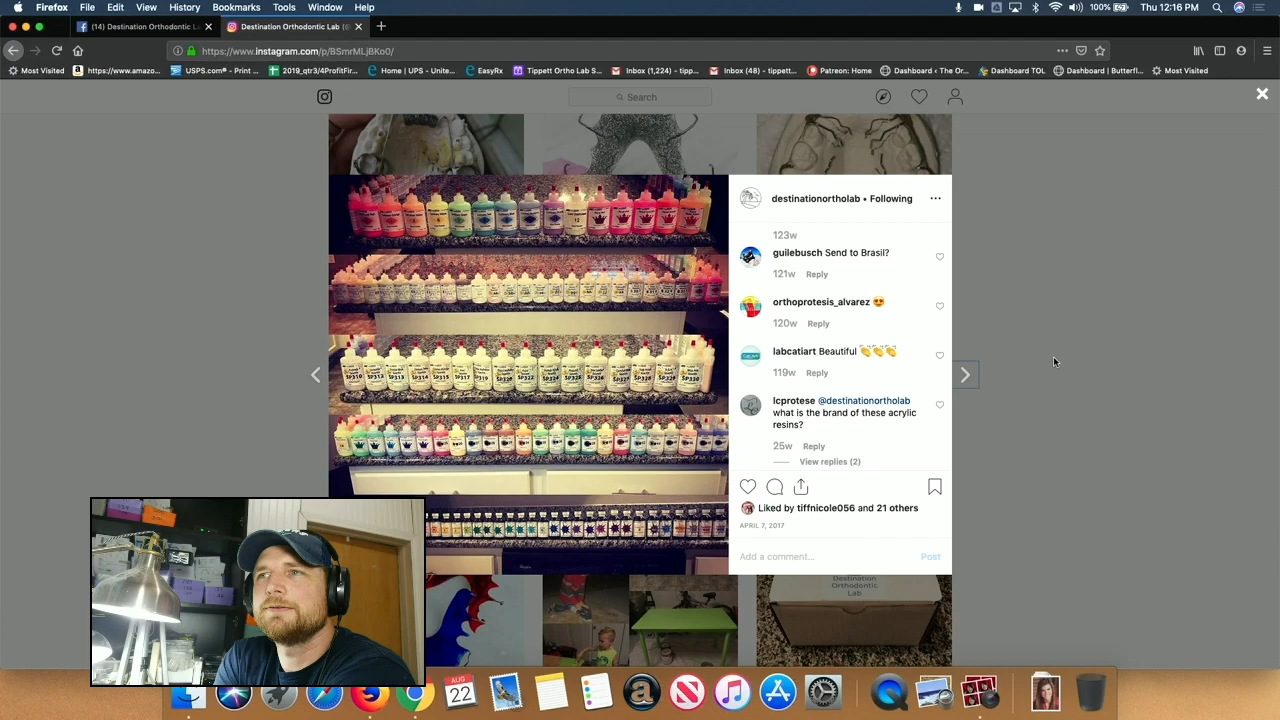 Firefox File Edit View History Bookmarks Tools Window Help
100% Thu 12:16 PM
(14) Destination Orthodontic L
Destination Orthodontic Lab (@
https://www.instagram.com/p/BSmrMLjBKo0/
Most Visited
https://www.amazo...
USPS.com® - Print ...
2019_qtr3/4ProfitFir...
Home | UPS - Unite...
EasyRx
Tippett Ortho Lab S...
Inbox (1,224) - tipp...
Inbox (48) - tippett...
Patreon: Home
Dashboard ‹ The Or...
Dashboard TOL
Dashboard | Butterfl...
Most Visited
Search
destinationortholab • Following
123w
guilebusch Send to Brasil?
121w Reply
orthoprotesis_alvarez 😍
120w Reply
labcatiart Beautiful 👏👏👏
119w Reply
lcprotese @destinationortholab
what is the brand of these acrylic
resins?
25w Reply
View replies (2)
Liked by tiffnicole056 and 21 others
APRIL 7, 2017
Add a comment... Post
Destination
Orthodontic
Lab
AUG
22